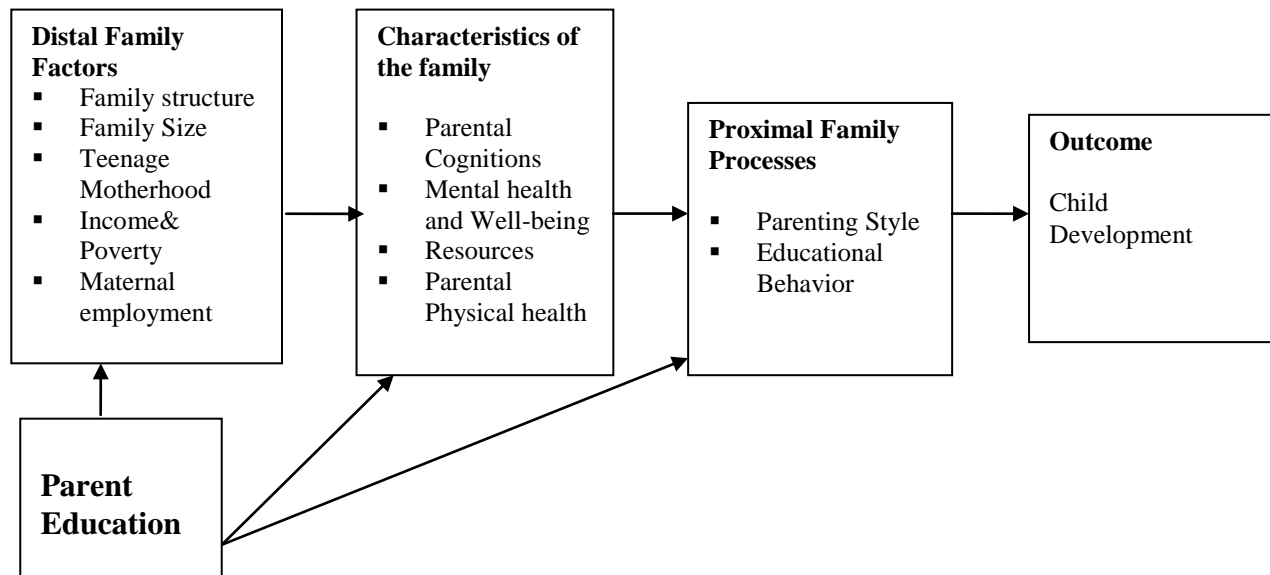 Distal Family
Factors
▪ Family structure
▪ Family Size
▪ Teenage
Motherhood
▪ Income&
Poverty
▪ Maternal
employment
Characteristics of
the family
▪ Parental
Cognitions
▪ Mental health
and Well-being
▪ Resources
▪ Parental
Physical health
Proximal Family
Processes
▪ Parenting Style
▪ Educational
Behavior
Outcome
Child
Development
Parent
Education